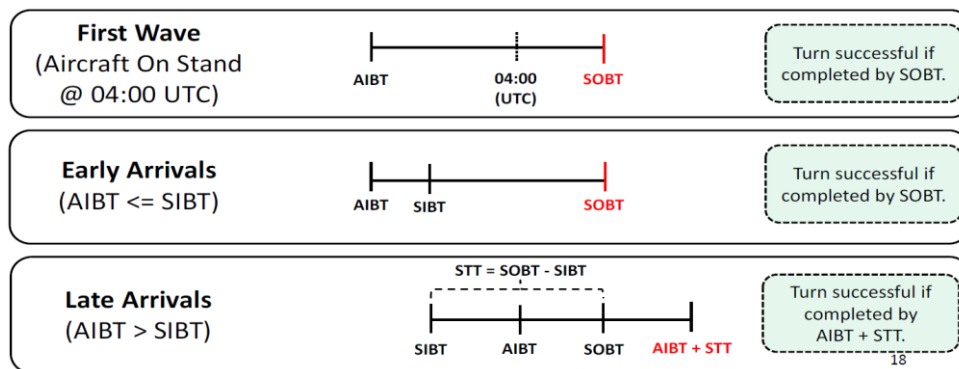 First Wave
(Aircraft On Stand
@ 04:00 UTC)
AIBT
04:00
(UTC)
SOBT
Turn successful if
completed by SOBT.
Early Arrivals
(AIBT <= SIBT)
AIBT
SIBT
SOBT
Turn successful if
completed by SOBT.
Late Arrivals
(AIBT > SIBT)
STT = SOBT - SIBT
SIBT
AIBT
SOBT
AIBT + STT
Turn successful if
completed by
AIBT + STT.
18